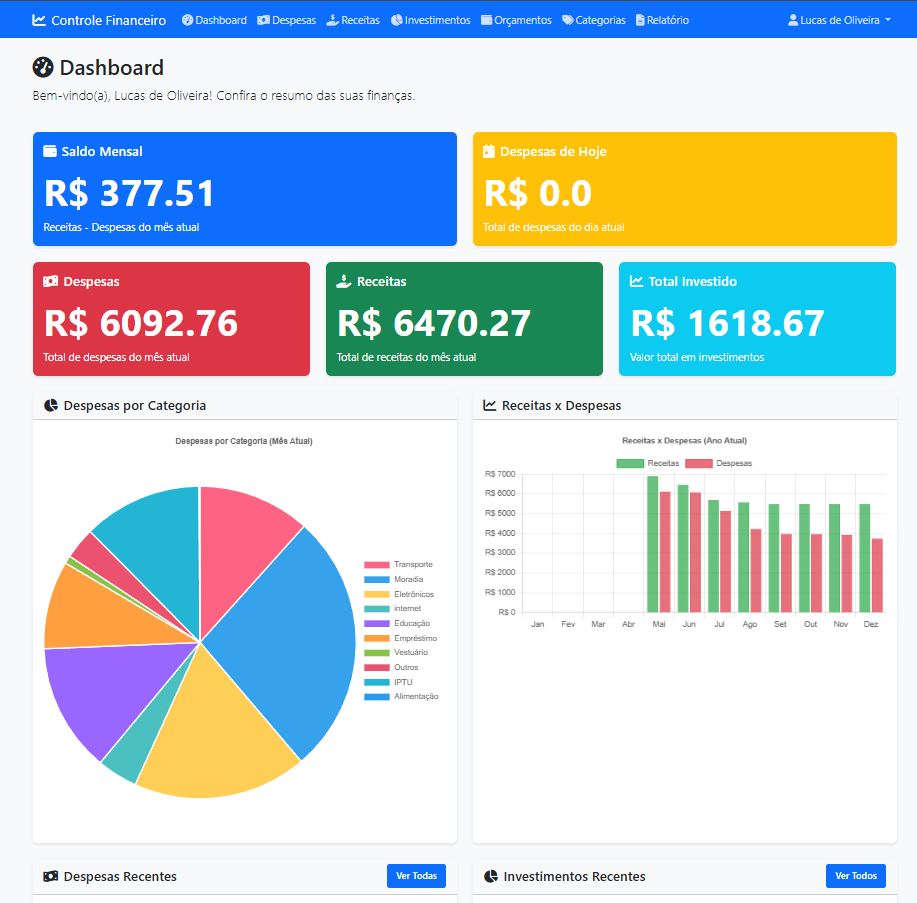 Controle Financeiro Dashboard Despesas Receitas Investimentos Orçamentos Categorias Relatório Lucas de Oliveira
Dashboard
Bem-vindo(a), Lucas de Oliveira! Confira o resumo das suas finanças.
Saldo Mensal
R$ 377.51
Receitas - Despesas do mês atual
Despesas de Hoje
R$ 0.0
Total de despesas do dia atual
Despesas
R$ 6092.76
Total de despesas do mês atual
Receitas
R$ 6470.27
Total de receitas do mês atual
Total Investido
R$ 1618.67
Valor total em investimentos
Despesas por Categoria
Despesas por Categoria (Mês Atual)
Transporte
Moradia
Eletrônicos
internet
Educação
Empréstimo
Vestuário
Outros
IPTU
Alimentação
Receitas x Despesas
Receitas x Despesas (Ano Atual)
Receitas Despesas
R$ 7000
R$ 6000
R$ 5000
R$ 4000
R$ 3000
R$ 2000
R$ 1000
R$ 0
Jan Fev Mar Abr Mai Jun Jul Ago Set Out Nov Dez
Despesas Recentes Ver Todas
Investimentos Recentes Ver Todos